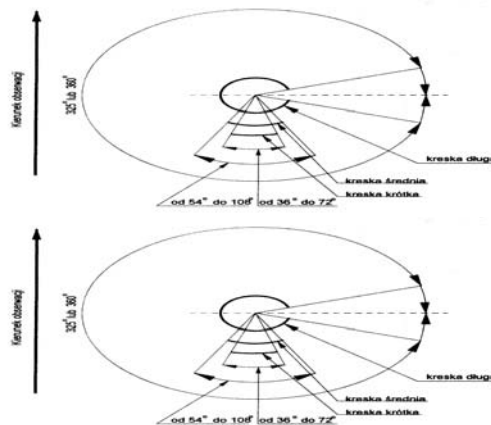 Kierunek obserwacji
325° lub 360°
kreska długa
kreska średnia
kreska krótka
od 54° do 108° od 36° do 72°
Kierunek obserwacji
325° lub 360°
kreska długa
kreska średnia
kreska krótka
od 54° do 108° od 36° do 72°